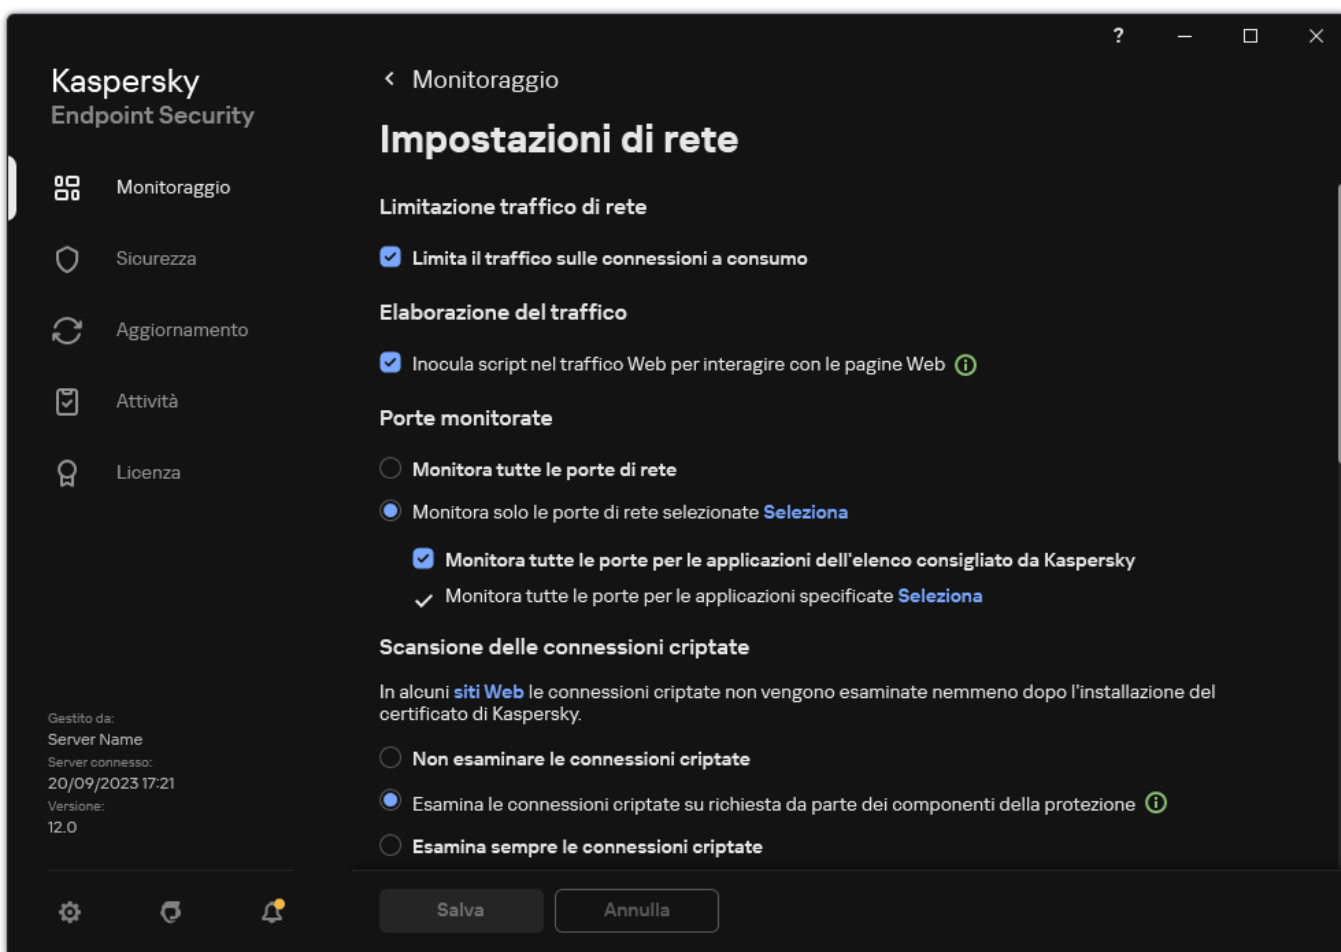 ?
Kaspersky
Endpoint Security
Monitoraggio
Sicurezza
Aggiornamento
Attività
Licenza
Gestito da:
Server Name
Server connesso:
20/09/2023 17:21
Versione:
12.0
Monitoraggio
Impostazioni di rete
Limitazione traffico di rete
Limita il traffico sulle connessioni a consumo
Elaborazione del traffico
Inocula script nel traffico Web per interagire con le pagine Web
Porte monitorate
Monitora tutte le porte di rete
Monitora solo le porte di rete selezionate Seleziona
Monitora tutte le porte per le applicazioni dell'elenco consigliato da Kaspersky
Monitora tutte le porte per le applicazioni specificate Seleziona
Scansione delle connessioni criptate
In alcuni siti Web le connessioni criptate non vengono esaminate nemmeno dopo l'installazione del
certificato di Kaspersky.
Non esaminare le connessioni criptate
Esamina le connessioni criptate su richiesta da parte dei componenti della protezione
Esamina sempre le connessioni criptate
Salva
Annulla